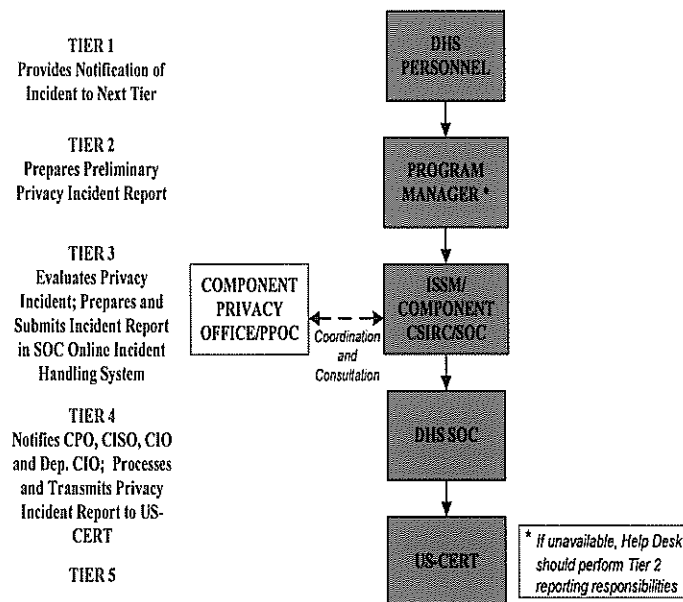 TIER 1
Provides Notification of
Incident to Next Tier
DHS
PERSONNEL
TIER 2
Prepares Preliminary
Privacy Incident Report
PROGRAM
MANAGER *
TIER 3
Evaluates Privacy
Incident; Prepares and
Submits Incident Report
in SOC Online Incident
Handling System
COMPONENT
PRIVACY
OFFICE/PPOC
Coordination
and
Consultation
ISSM/
COMPONENT
CSIRC/SOC
TIER 4
Notifies CPO, CISO, CIO
and Dep. CIO; Processes
and Transmits Privacy
Incident Report to US-
CERT
DHS SOC
TIER 5
US-CERT
* if unavailable, Help Desk
should perform Tier 2
reporting responsibilities